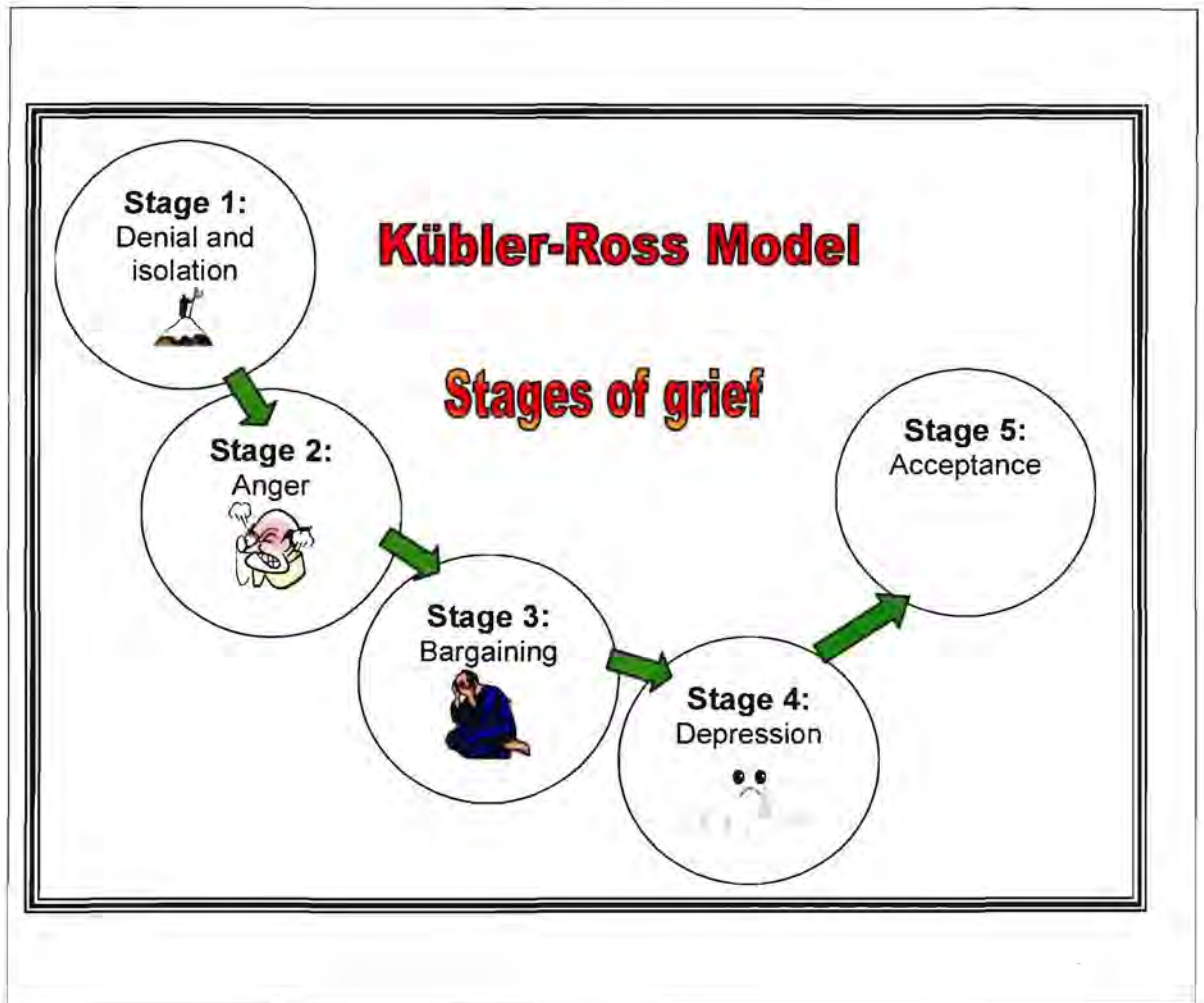 Stage 1:
Denial and
isolation
Kübler-Ross Model
Stages of grief
Stage 2:
Anger
Stage 3:
Bargaining
Stage 4:
Depression
Stage 5:
Acceptance